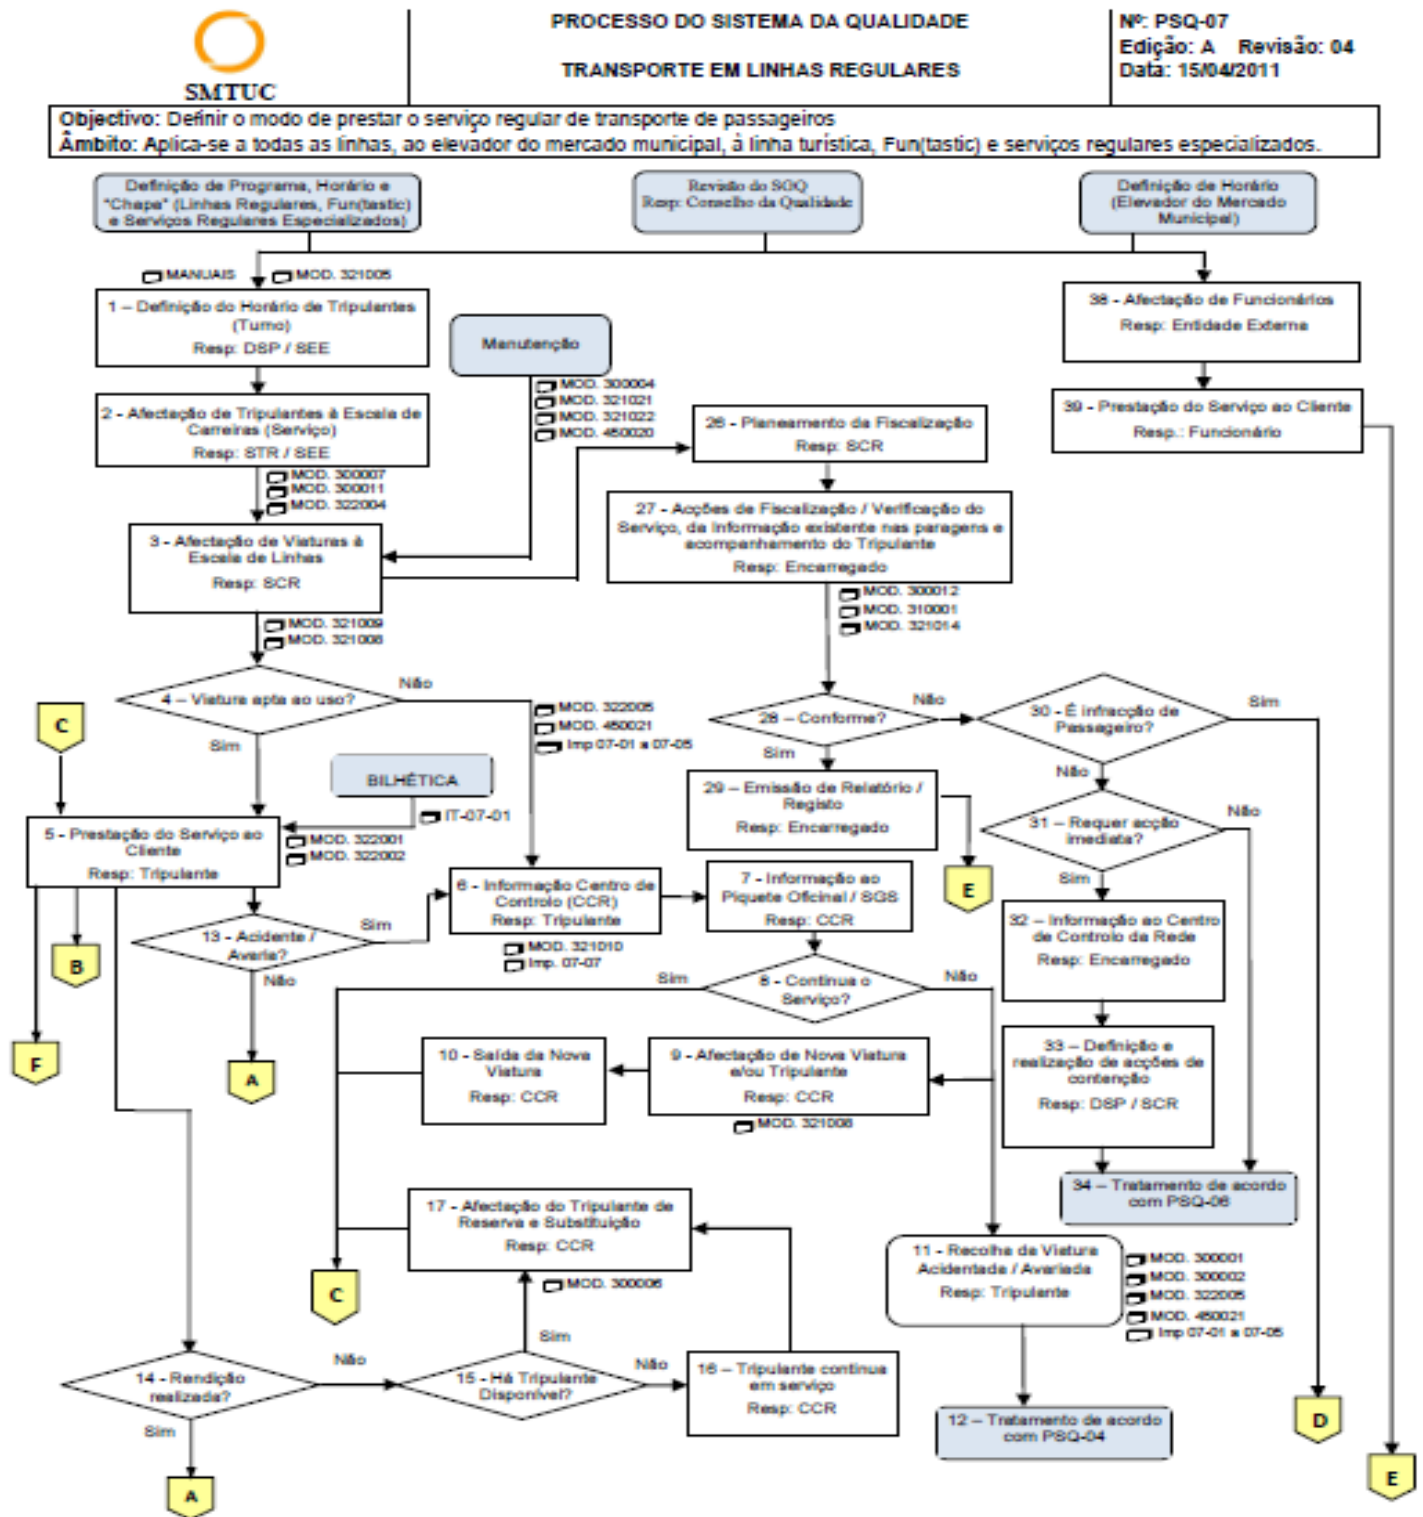 SMTUC
PROCESSO DO SISTEMA DA QUALIDADE
TRANSPORTE EM LINHAS REGULARES
Nº: PSQ-07
Edição: A Revisão: 04
Data: 15/04/2011
Objectivo: Definir o modo de prestar o serviço regular de transporte de passageiros
Âmbito: Aplica-se a todas as linhas, ao elevador do mercado municipal, à linha turística, Fun(tastic) e serviços regulares especializados.
Definição de Programa, Horário e
"Chapa" (Linhas Regulares, Fun(tastic)
e Serviços Regulares Especializados)
Revisão do SGQ
Resp: Conselho da Qualidade
Definição de Horário
(Elevador do Mercado
Municipal)
MANUAIS
MOD. 321005
1 – Definição do Horário de Tripulantes
(Turno)
Resp: DSP / SEE
38 - Afectação de Funcionários
Resp: Entidade Externa
Manutenção
MOD. 300004
MOD. 321021
MOD. 321022
MOD. 450020
2 - Afectação de Tripulantes à Escala de
Carreiras (Serviço)
Resp: STR / SEE
26 - Planeamento da Fiscalização
Resp: SCR
39 - Prestação do Serviço ao Cliente
Resp.: Funcionário
MOD. 300007
MOD. 300011
MOD. 322004
27 - Acções de Fiscalização / Verificação do
Serviço, da Informação existente nas paragens e
acompanhamento do Tripulante
Resp: Encarregado
3 - Afectação de Viaturas à
Escala de Linhas
Resp: SCR
MOD. 300012
MOD. 310001
MOD. 321014
MOD. 321009
MOD. 321008
4 – Viatura apta ao uso?
Não
Sim
MOD. 322005
MOD. 450021
Imp 07-01 a 07-05
28 – Conforme?
Não
Sim
30 - É infracção de
Passageiro?
Sim
Não
C
BILHÉTICA
IT-07-01
29 – Emissão de Relatório /
Registo
Resp: Encarregado
31 – Requer acção
imediata?
Não
Sim
5 - Prestação do Serviço ao
Cliente
Resp: Tripulante
MOD. 322001
MOD. 322002
6 - Informação Centro de
Controlo (CCR)
Resp: Tripulante
7 - Informação ao
Piquete Oficinal / SGS
Resp: CCR
E
32 – Informação ao Centro
de Controlo da Rede
Resp: Encarregado
13 - Acidente /
Avaria?
Sim
Não
MOD. 321010
Imp. 07-07
B
8 - Continua o
Serviço?
Sim
Não
F
A
10 - Saída da Nova
Viatura
Resp: CCR
9 - Afectação de Nova Viatura
e/ou Tripulante
Resp: CCR
MOD. 321008
33 – Definição e
realização de acções de
contenção
Resp: DSP / SCR
34 – Tratamento de acordo
com PSQ-06
17 - Afectação do Tripulante de
Reserva e Substituição
Resp: CCR
MOD. 300006
C
11 - Recolha da Viatura
Acidentada / Avariada
Resp: Tripulante
MOD. 300001
MOD. 300002
MOD. 322005
MOD. 450021
Imp 07-01 a 07-05
14 - Rendição
realizada?
Não
Sim
15 - Há Tripulante
Disponível?
Sim
Não
16 – Tripulante continua
em serviço
Resp: CCR
12 – Tratamento de acordo
com PSQ-04
D
A
E